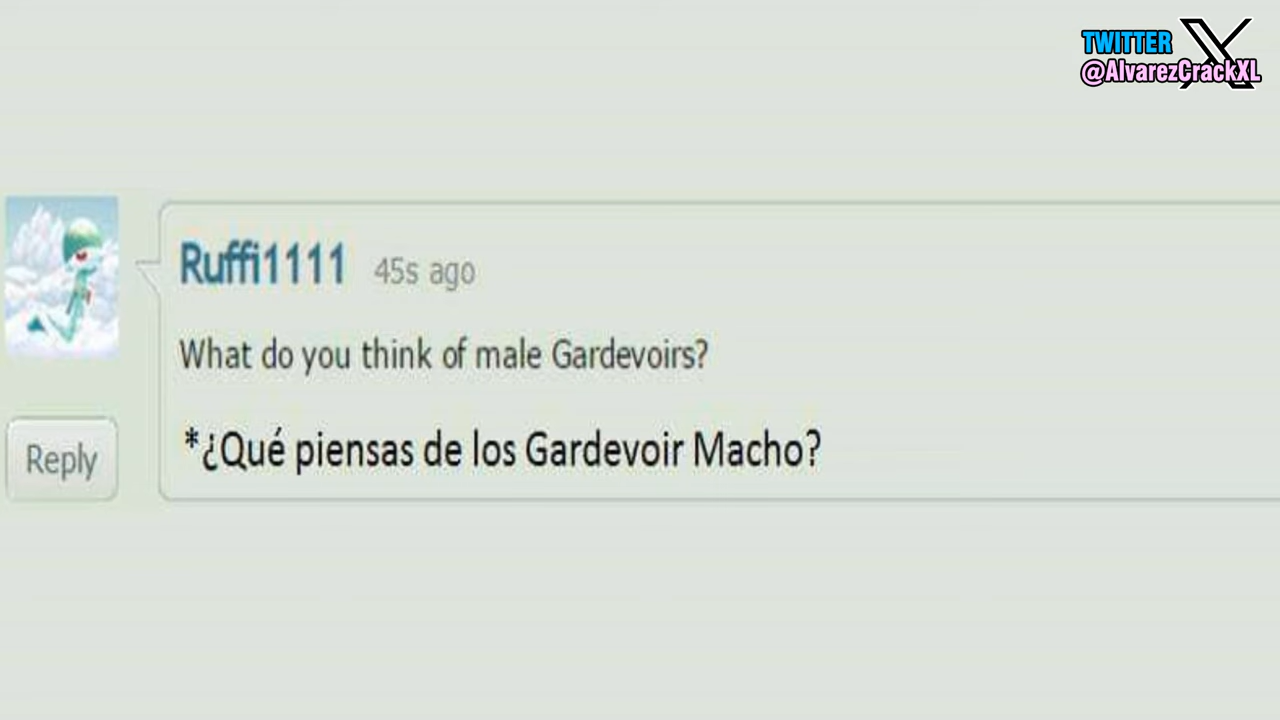 TWITTER
@AlvarezCrackXL
Ruffi1111 45s ago
What do you think of male Gardevoirs?
*¿Qué piensas de los Gardevoir Macho?
Reply